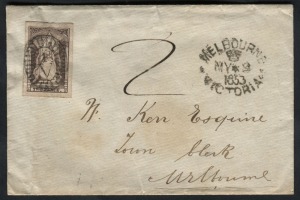 MELBOURNE
MY 9
1853
VICTORIA
2
W. Kerr Esquire
Town Clerk
Melbourne